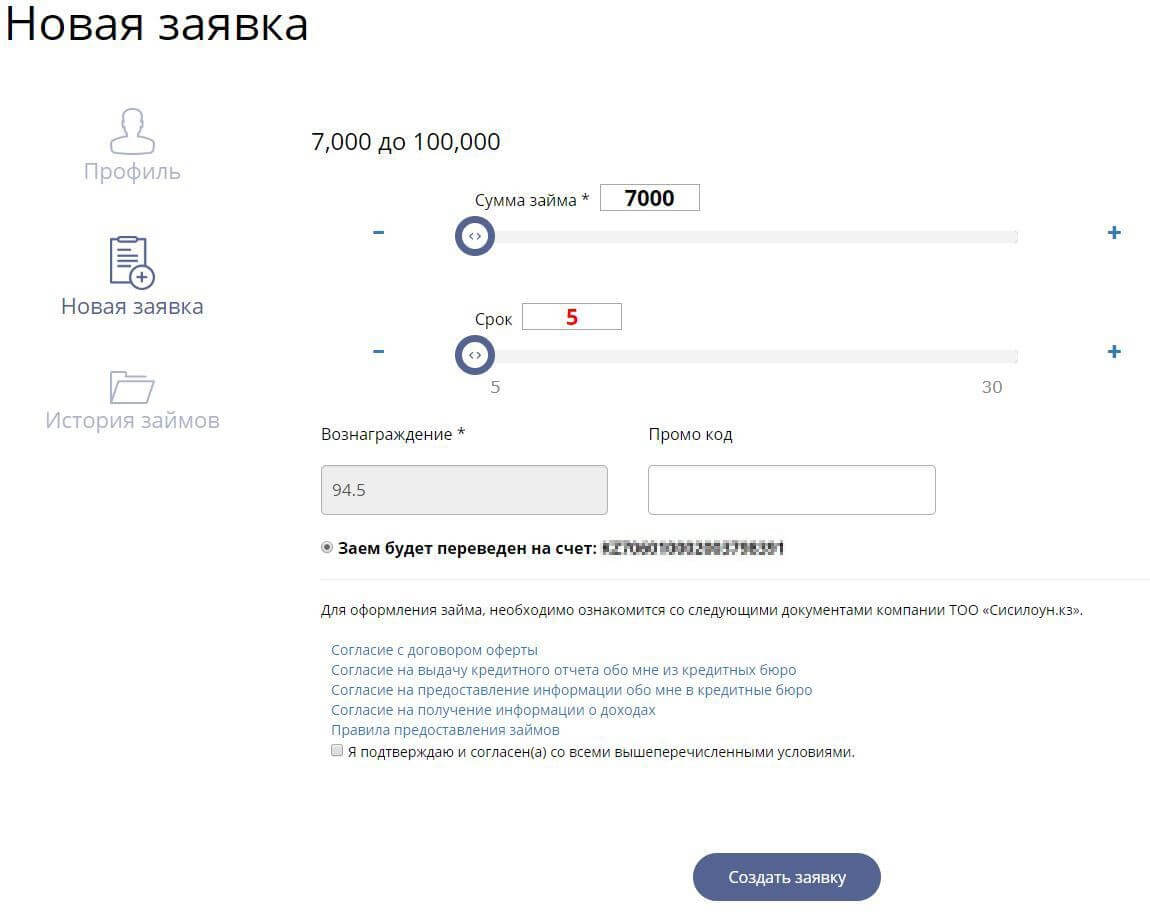 Новая заявка
Профиль
Новая заявка
История займов
7,000 до 100,000
Сумма займа * 7000
Срок 5
5 30
Вознаграждение * Промо код
94.5
Заем будет переведен на счет:
Для оформления займа, необходимо ознакомится со следующими документами компании ТОО «Сисилоун.кз».
Согласие с договором оферты
Согласие на выдачу кредитного отчета обо мне из кредитных бюро
Согласие на предоставление информации обо мне в кредитные бюро
Согласие на получение информации о доходах
Правила предоставления займов
Я подтверждаю и согласен(а) со всеми вышеперечисленными условиями.
Создать заявку